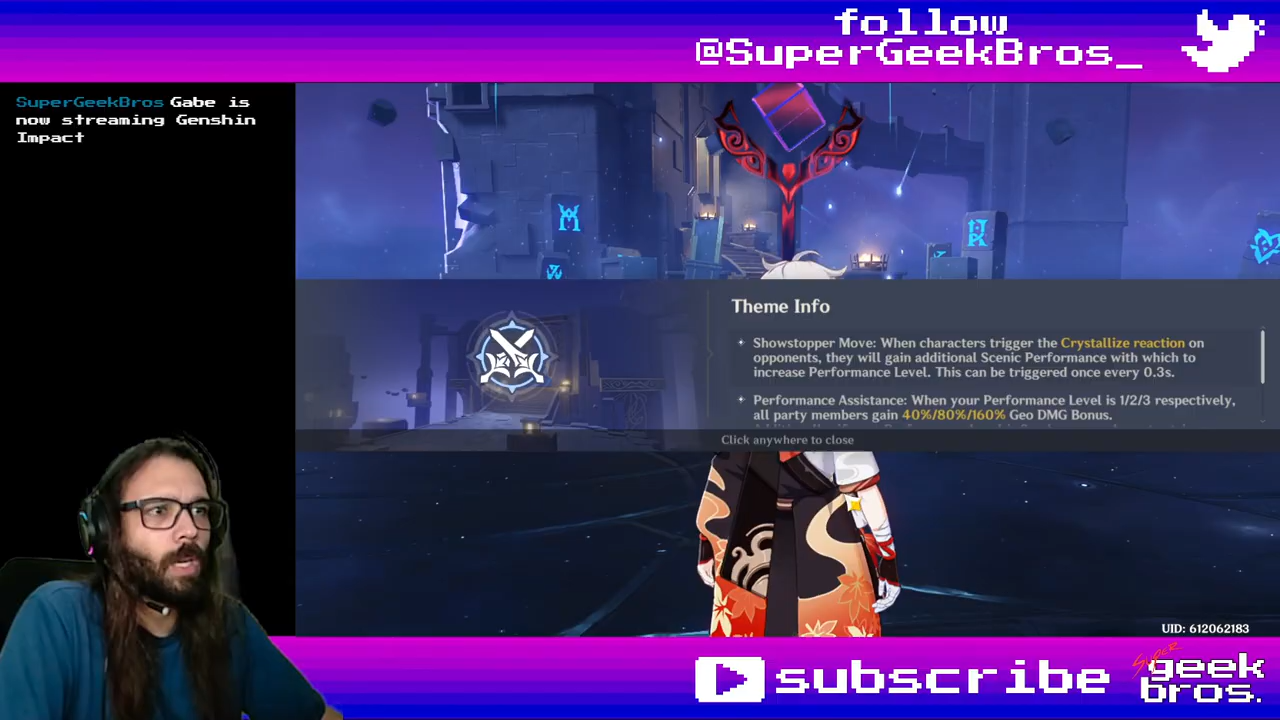 follow
@SuperGeekBros_
SuperGeekBros Gabe is
now streaming Genshin
Impact
Theme Info
Showstopper Move: When characters trigger the Crystallize reaction on
opponents, they will gain additional Scenic Performance with which to
increase Performance Level. This can be triggered once every 0.3s.
Performance Assistance: When your Performance Level is 1/2/3 respectively,
all party members gain 40%/80%/160% Geo DMG Bonus.
Click anywhere to close
UID: 612062183
subscribe
super
geek
bros.